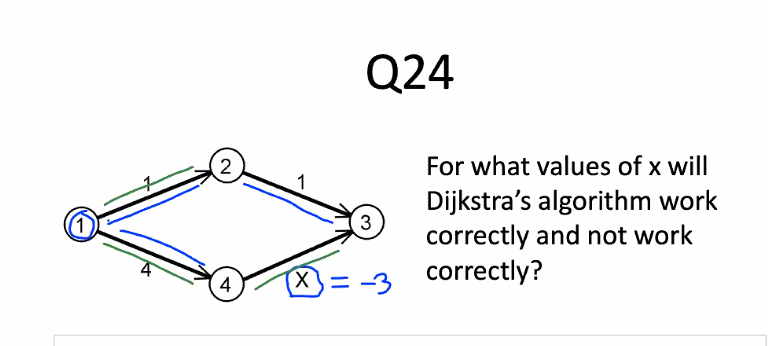 Q24
For what values of x will
Dijkstra's algorithm work
correctly and not work
correctly?
1
2
1
1
3
4
4
X = -3